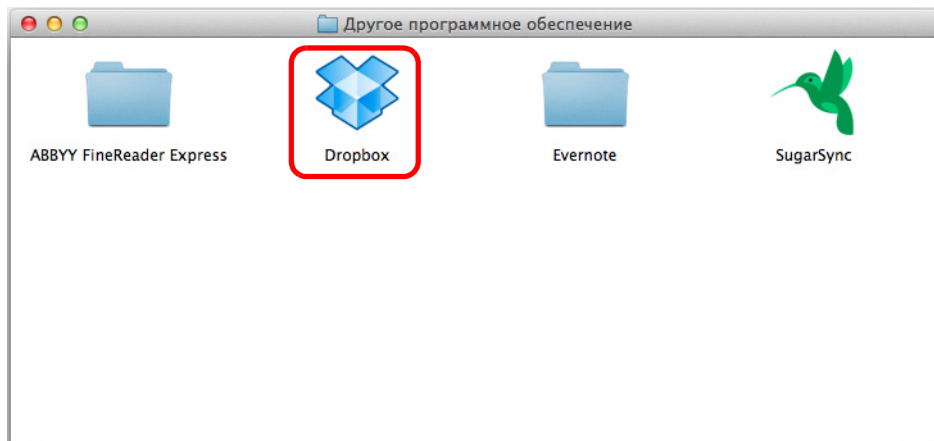 Другое программное обеспечение
ABBYY FineReader Express
Dropbox
Evernote
SugarSync